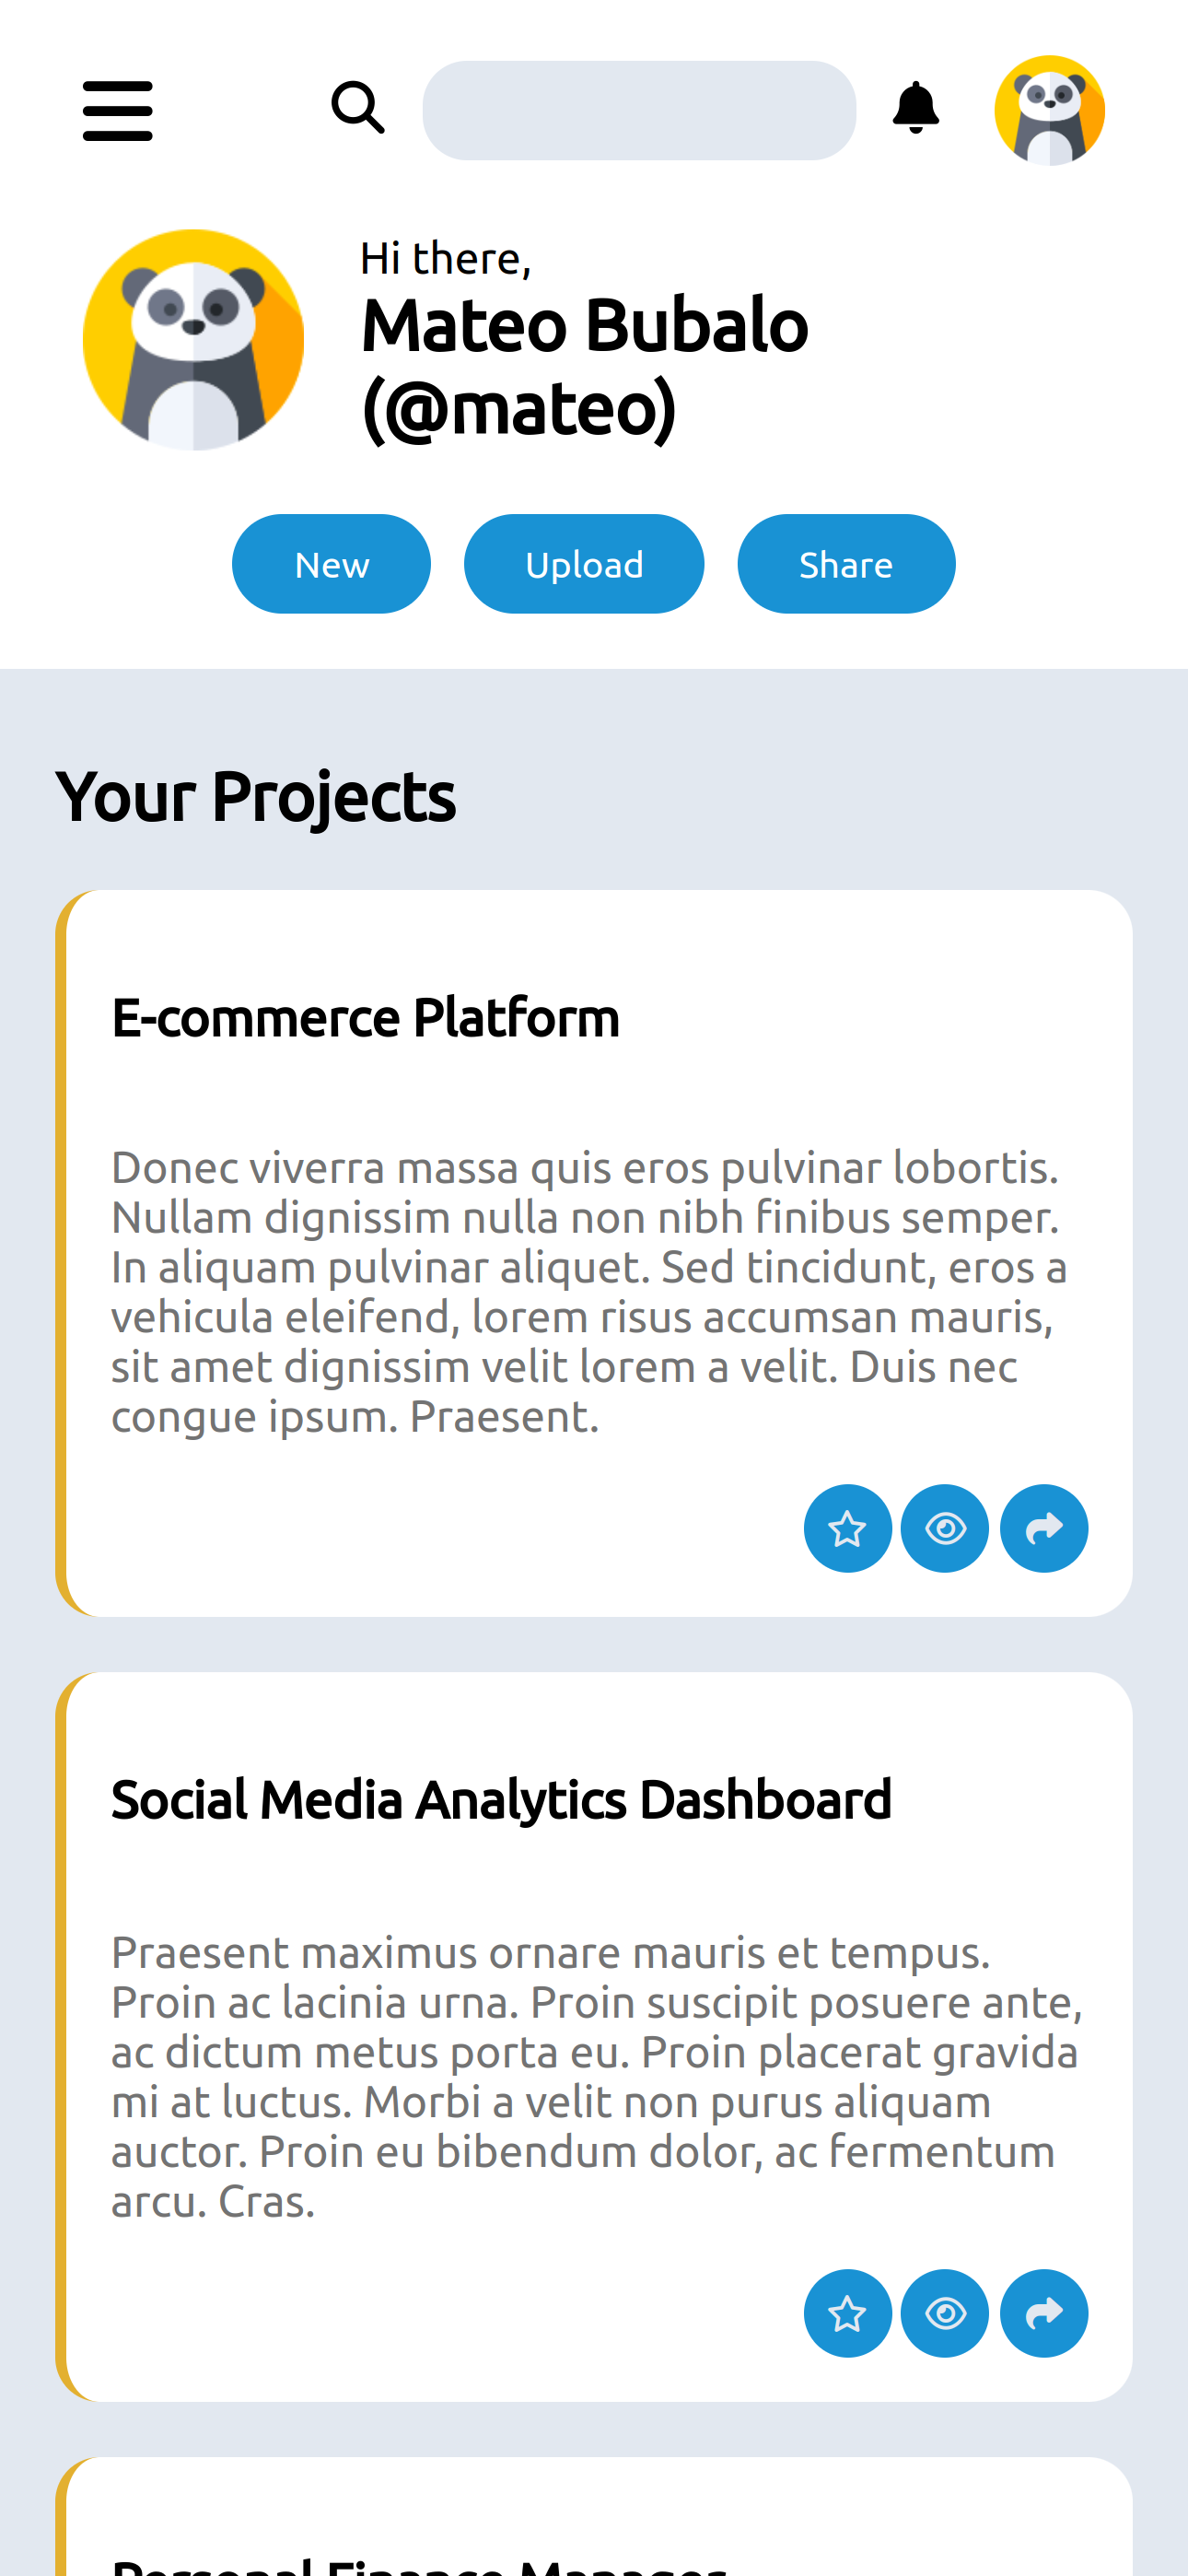 Hi there,
Mateo Bubalo
(@mateo)
New
Upload
Share
Your Projects
E-commerce Platform
Donec viverra massa quis eros pulvinar lobortis.
Nullam dignissim nulla non nibh finibus semper.
In aliquam pulvinar aliquet. Sed tincidunt, eros a
vehicula eleifend, lorem risus accumsan mauris,
sit amet dignissim velit lorem a velit. Duis nec
congue ipsum. Praesent.
Social Media Analytics Dashboard
Praesent maximus ornare mauris et tempus.
Proin ac lacinia urna. Proin suscipit posuere ante,
ac dictum metus porta eu. Proin placerat gravida
mi at luctus. Morbi a velit non purus aliquam
auctor. Proin eu bibendum dolor, ac fermentum
arcu. Cras.
Personal Finance Manager